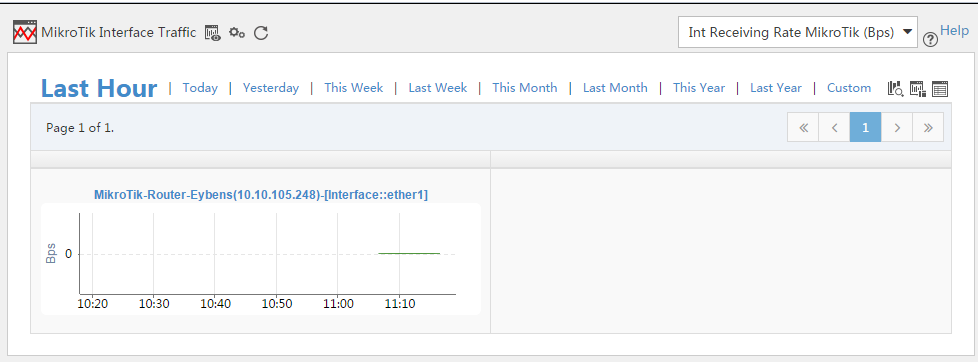 MikroTik Interface Traffic
Int Receiving Rate MikroTik (Bps)
Help
Last Hour | Today | Yesterday | This Week | Last Week | This Month | Last Month | This Year | Last Year | Custom
Page 1 of 1.
« ‹ 1 › »
MikroTik-Router-Eybens(10.10.105.248)-[Interface::ether1]
Bps
0
10:20 10:30 10:40 10:50 11:00 11:10